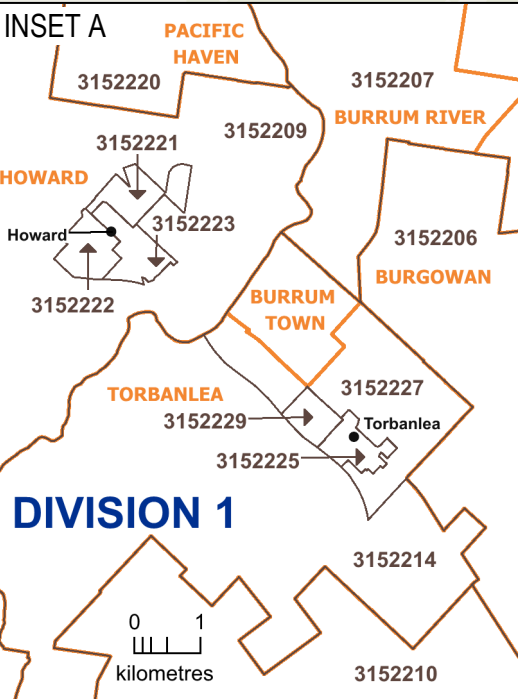 INSET A
PACIFIC
HAVEN
3152220
3152207
3152209
BURRUM RIVER
3152221
HOWARD
3152223
Howard
3152206
BURGOWAN
3152222
BURRUM
TOWN
TORBANLEA
3152227
3152229
Torbanlea
3152225
DIVISION 1
3152214
0 1
kilometres
3152210